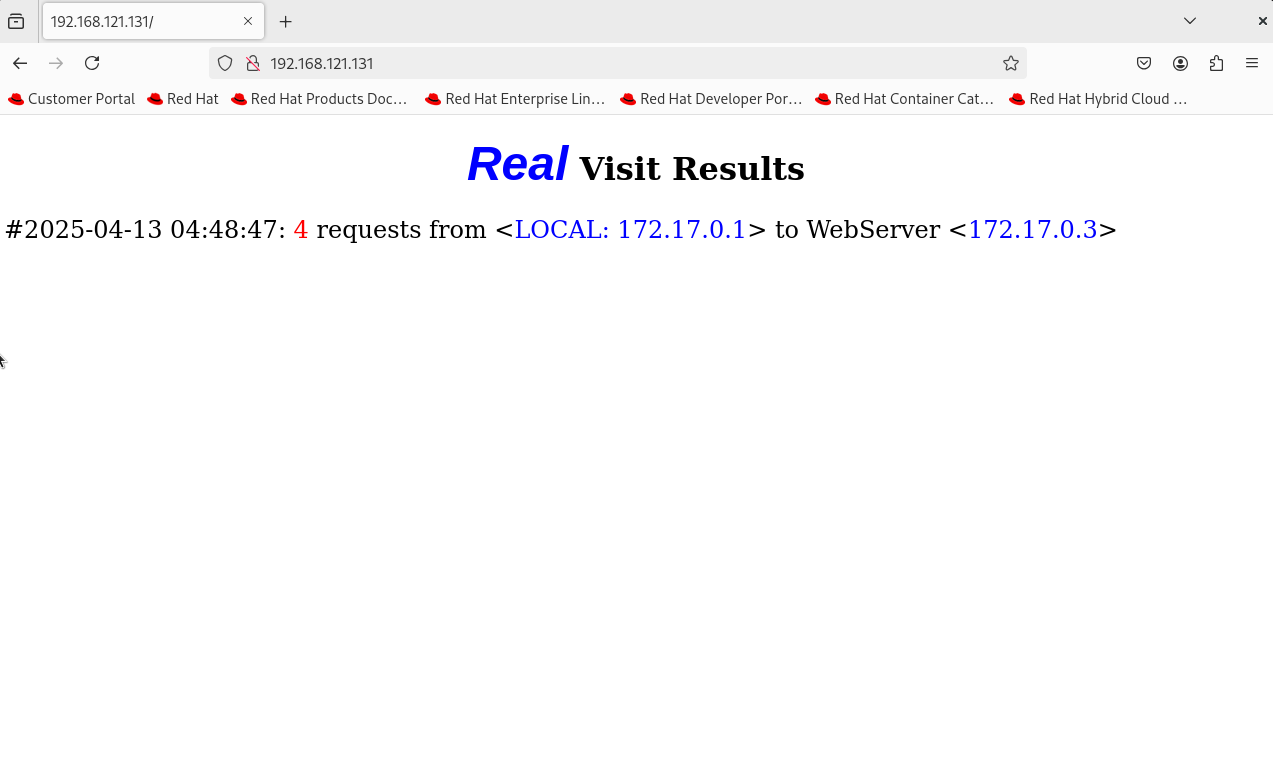 192.168.121.131/
192.168.121.131
Customer Portal Red Hat Red Hat Products Doc… Red Hat Enterprise Lin… Red Hat Developer Por… Red Hat Container Cat… Red Hat Hybrid Cloud …
Real Visit Results
#2025-04-13 04:48:47: 4 requests from <LOCAL: 172.17.0.1> to WebServer <172.17.0.3>